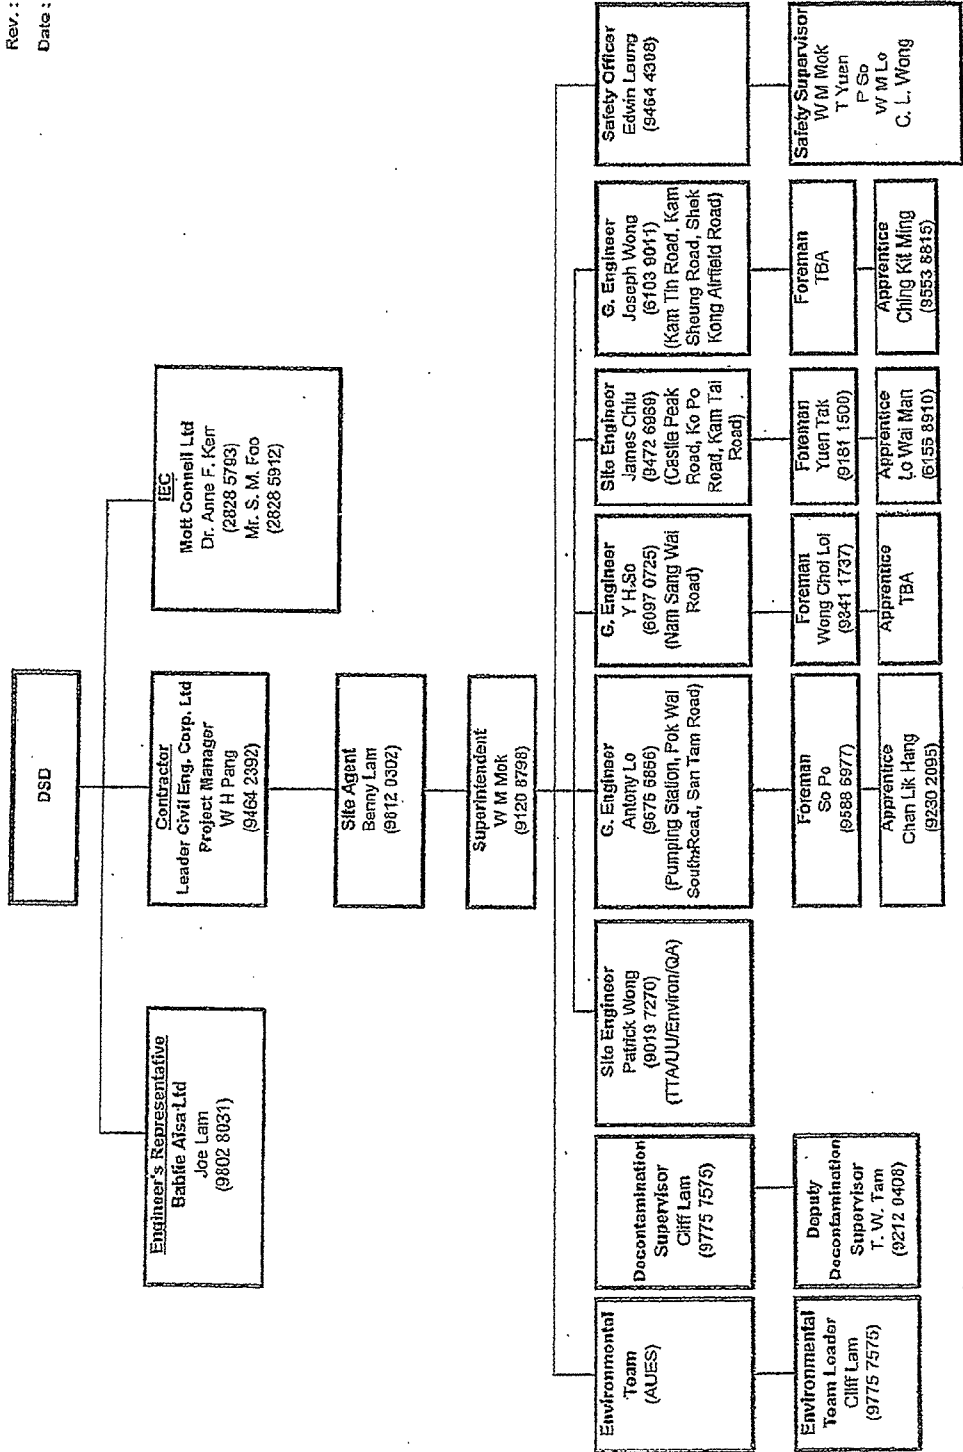 Rev. :
Date :
DSD
Engineer's Representative
Babtie Aisa Ltd
Joe Lam
(9802 8031)
Contractor
Leader Civil Eng. Corp. Ltd
Project Manager
W H Pang
(9464 2392)
IEC
Mott Connell Ltd
Dr. Anne F. Kerr
(2828 5793)
Mr. S. M. Foo
(2828 5912)
Site Agent
Benny Lam
(9812 0302)
Superintendent
W M Mok
(9120 8798)
Environmental
Team
(AUES)
Decontamination
Supervisor
Cliff Lam
(9775 7575)
Site Engineer
Patrick Wong
(9019 7270)
(TTA/UU/Environ/QA)
G. Engineer
Antony Lo
(9676 6866)
(Pumping Station, Pok Wai
South Road, San Tam Road)
G. Engineer
Y H So
(6097 0725)
(Nam Sang Wai
Road)
Site Engineer
James Chiu
(9472 6969)
(Castle Peak
Road, Ko Po
Road, Kam Tai
Road)
G. Engineer
Joseph Wong
(6103 9011)
(Kam Tin Road, Kam
Sheung Road, Shek
Kong Airfield Road)
Safety Officer
Edwin Leung
(9464 4398)
Environmental
Team Leader
Cliff Lam
(9775 7575)
Deputy
Decontamination
Supervisor
T. W. Tam
(9212 0408)
Foreman
So Po
(9588 6977)
Foreman
Wong Choi Loi
(9341 1737)
Foreman
Yuen Tak
(9181 1500)
Foreman
TBA
Safety Supervisor
W M Mok
T Yuen
P So
W M Lo
C. L. Wong
Apprentice
Chan Lik Hang
(9230 2095)
Apprentice
TBA
Apprentice
Lo Wai Man
(6155 8910)
Apprentice
Ching Kit Ming
(9553 8815)